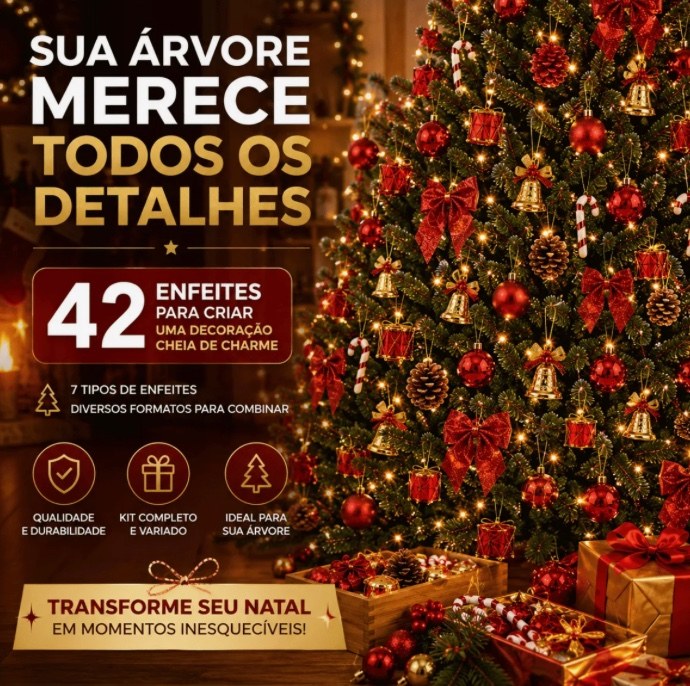 SUA ÁRVORE
MERECE
TODOS OS
DETALHES
42
ENFEITES
PARA CRIAR
UMA DECORAÇÃO
CHEIA DE CHARME
7 TIPOS DE ENFEITES
DIVERSOS FORMATOS PARA COMBINAR
QUALIDADE
E DURABILIDADE
KIT COMPLETO
E VARIADO
IDEAL PARA
SUA ÁRVORE
TRANSFORME SEU NATAL
EM MOMENTOS INESQUECÍVEIS!